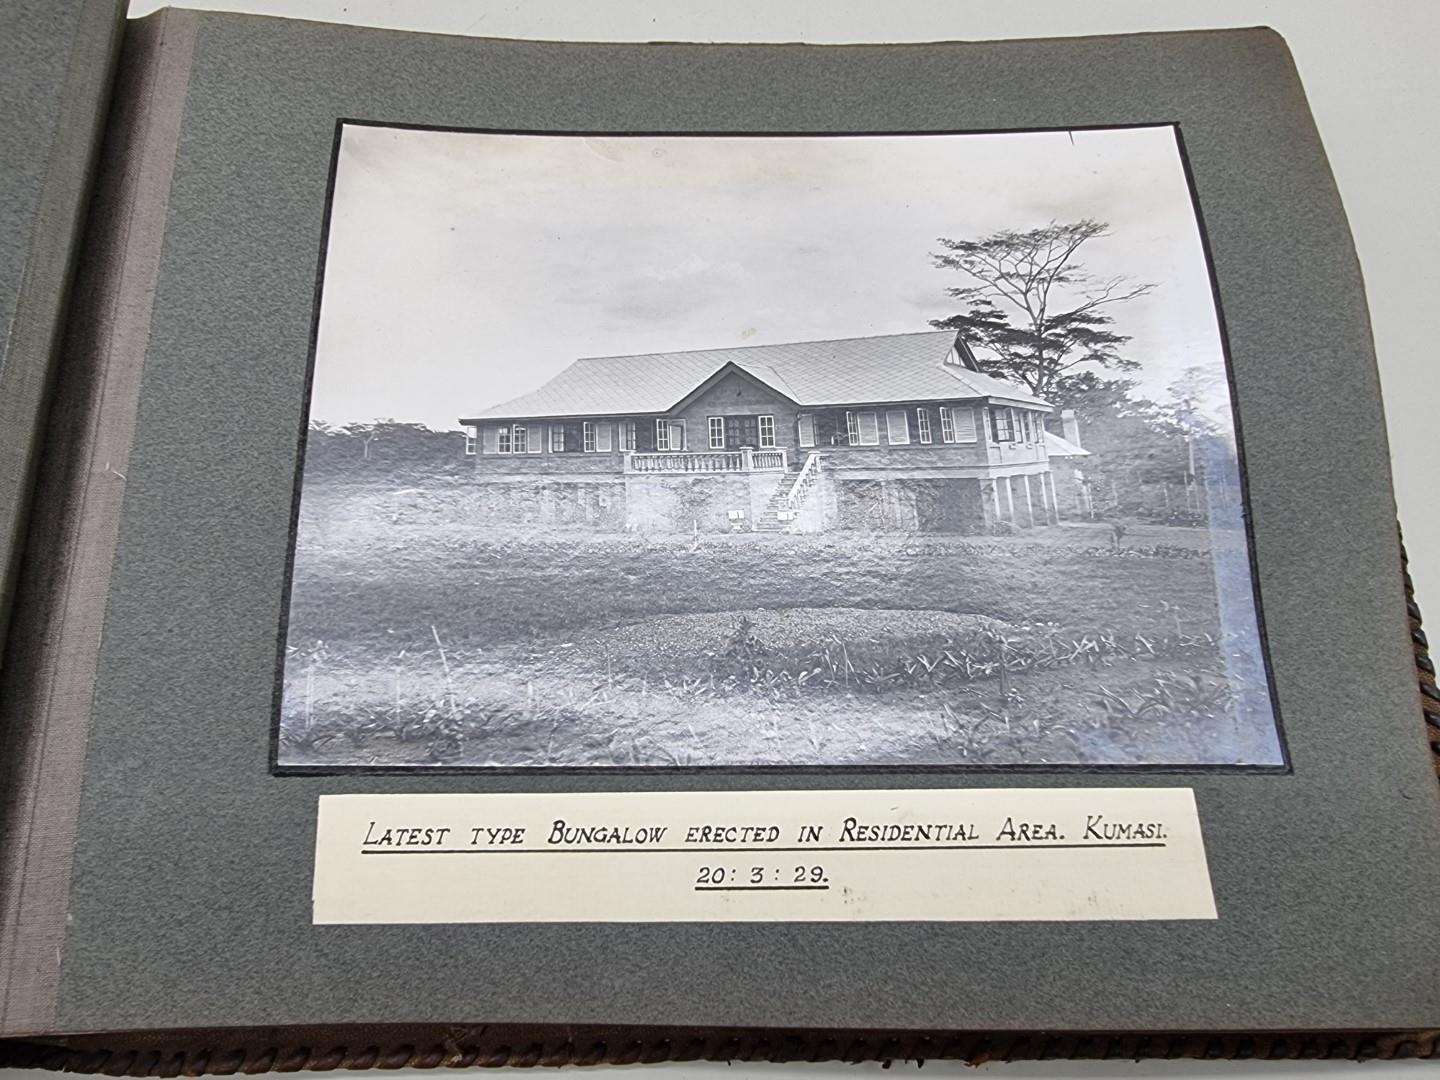 LATEST TYPE BUNGALOW ERECTED IN RESIDENTIAL AREA. KUMASI.
20: 3: 29.